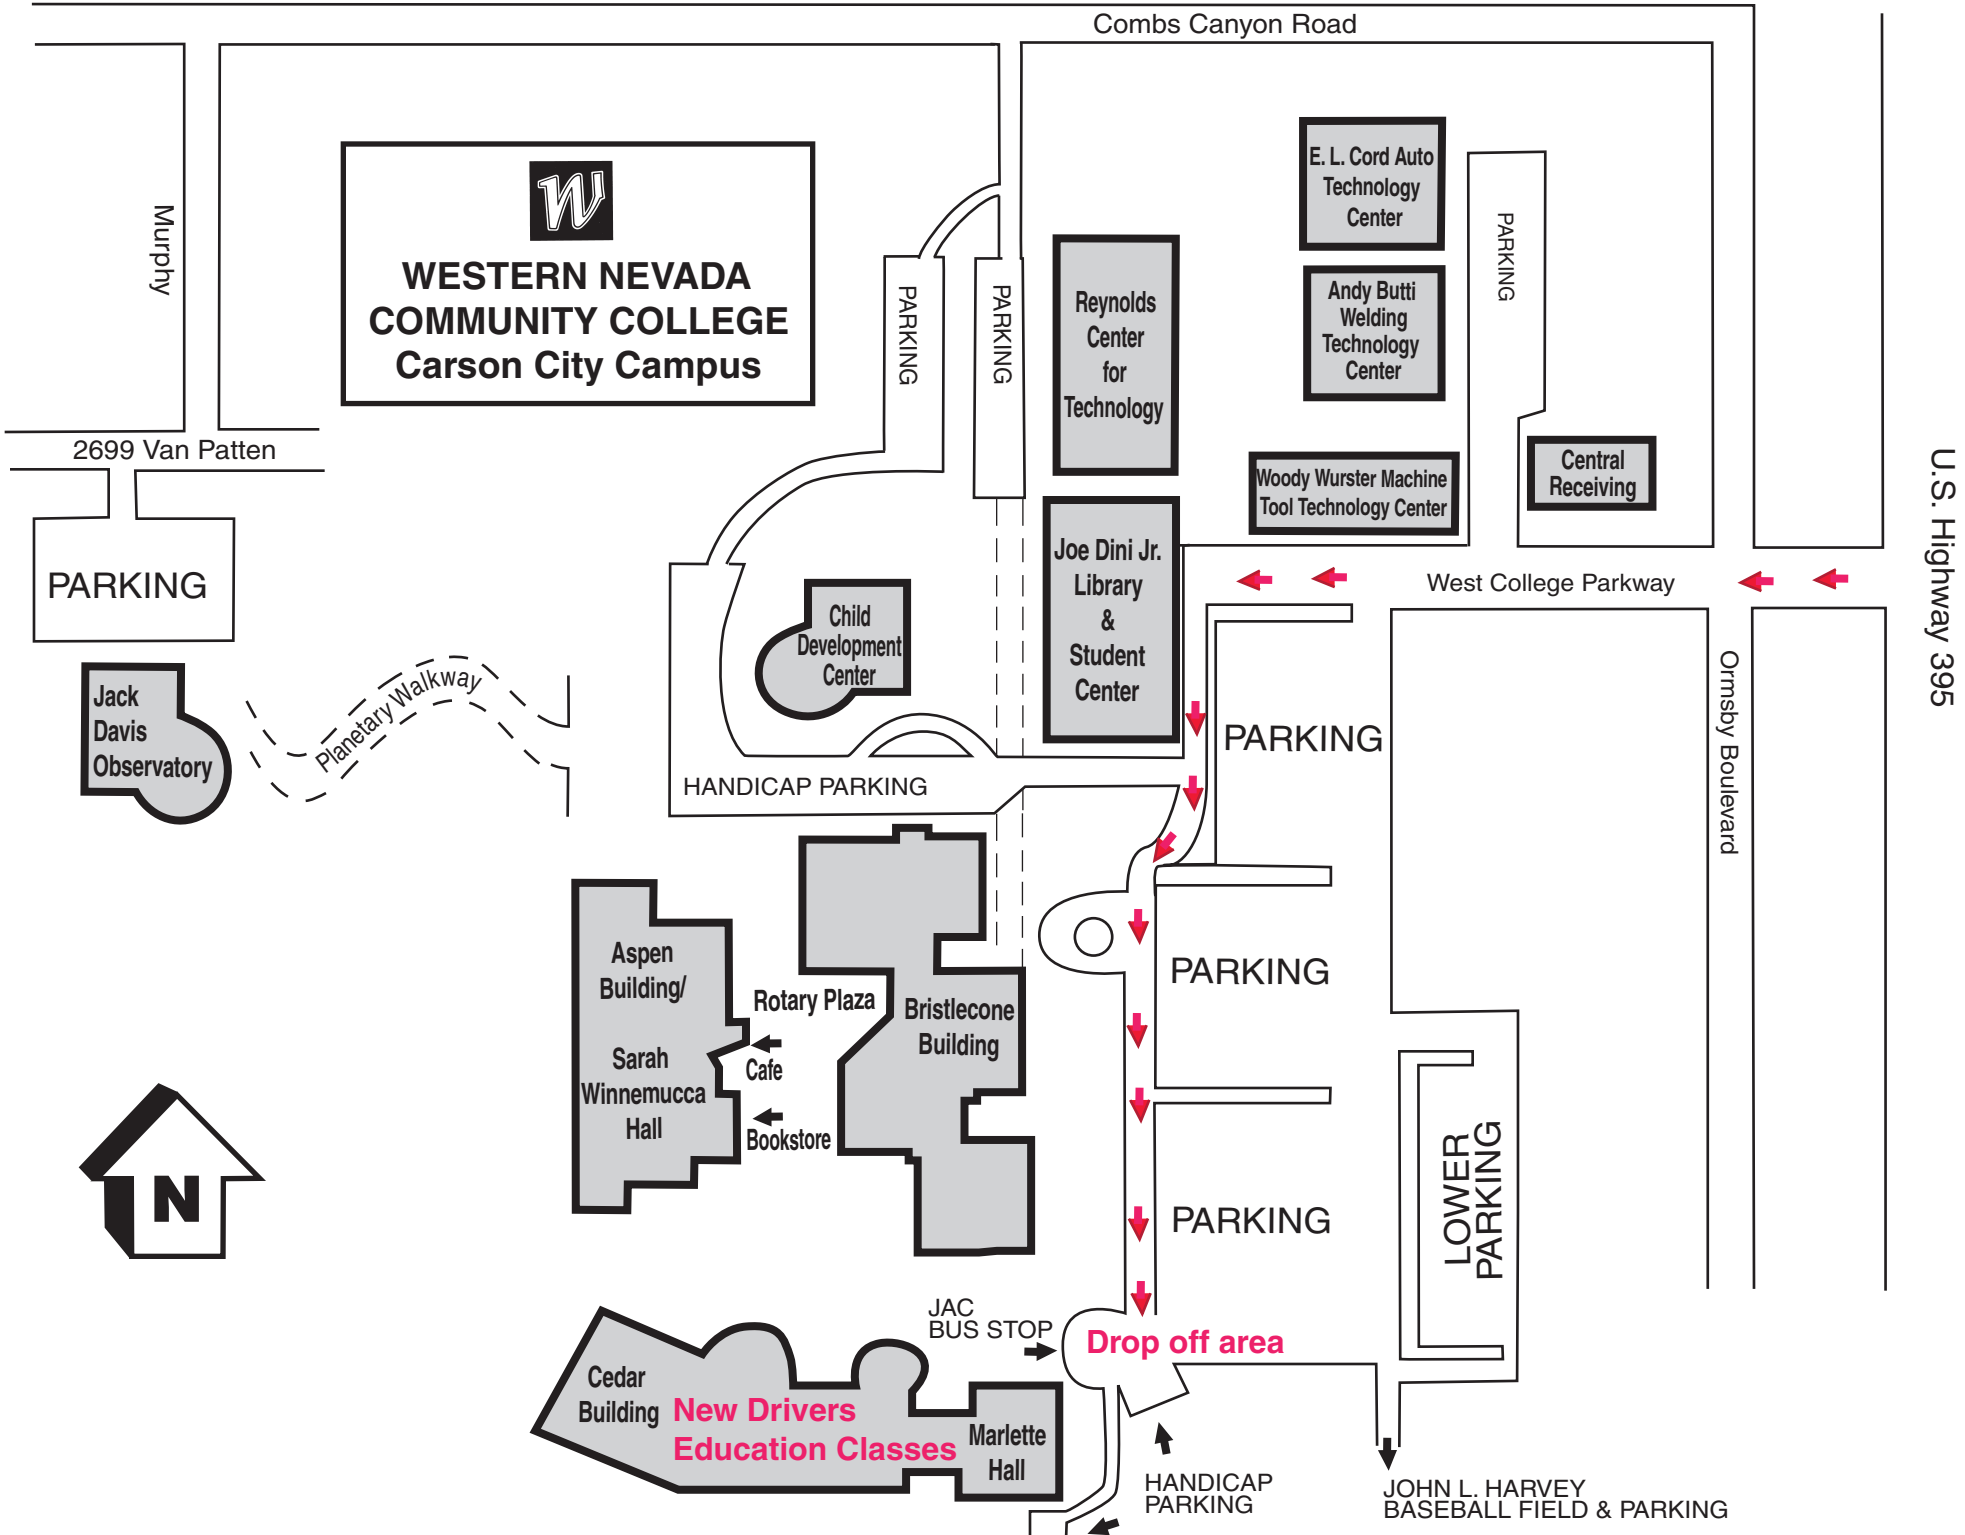 Combs Canyon Road
Murphy
W
WESTERN NEVADA
COMMUNITY COLLEGE
Carson City Campus
2699 Van Patten
PARKING
PARKING
PARKING
Reynolds
Center
for
Technology
E. L. Cord Auto
Technology
Center
PARKING
Andy Butti
Welding
Technology
Center
Woody Wurster Machine
Tool Technology Center
Central
Receiving
U.S. Highway 395
Joe Dini Jr.
Library
&
Student
Center
West College Parkway
Ormsby Boulevard
Child
Development
Center
Jack
Davis
Observatory
Planetary Walkway
PARKING
HANDICAP PARKING
Aspen
Building/
Sarah
Winnemucca
Hall
Rotary Plaza
Cafe
Bookstore
Bristlecone
Building
PARKING
PARKING
LOWER
PARKING
N
JAC
BUS STOP
Drop off area
Cedar
Building
New Drivers
Education Classes
Marlette
Hall
HANDICAP
PARKING
JOHN L. HARVEY
BASEBALL FIELD & PARKING